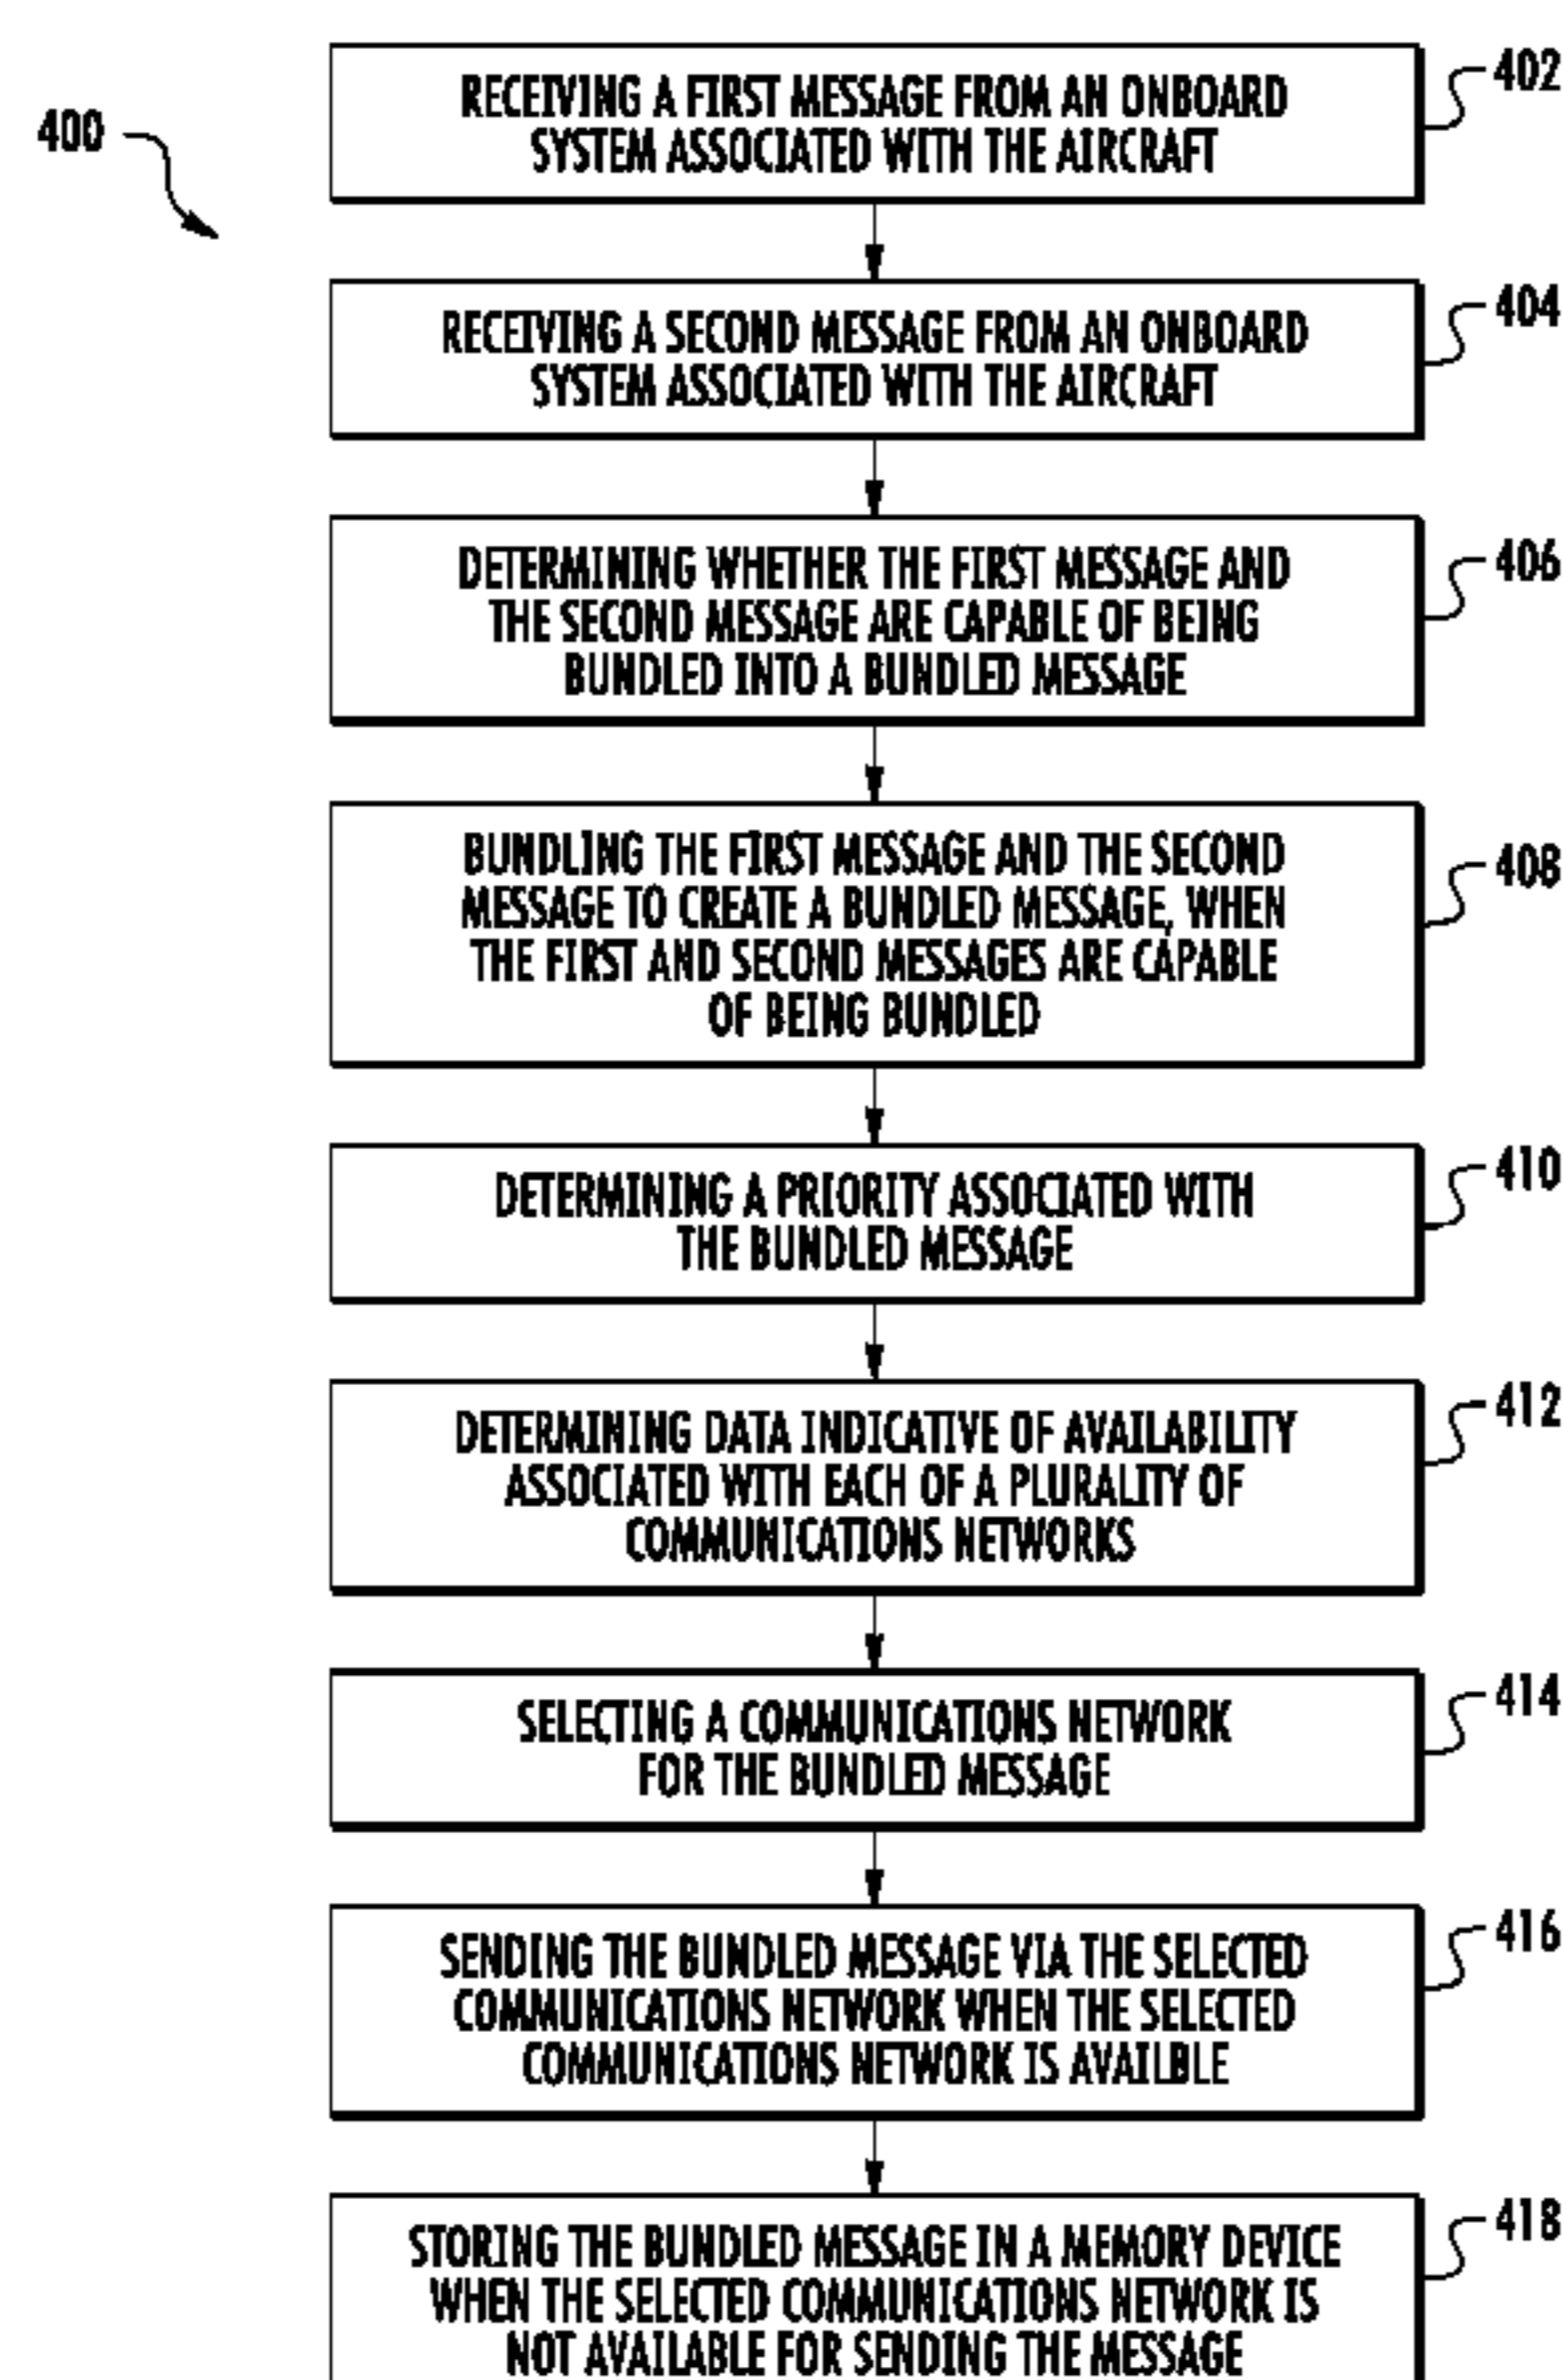 400
RECEIVING A FIRST MESSAGE FROM AN ONBOARD
SYSTEM ASSOCIATED WITH THE AIRCRAFT
402
RECEIVING A SECOND MESSAGE FROM AN ONBOARD
SYSTEM ASSOCIATED WITH THE AIRCRAFT
404
DETERMINING WHETHER THE FIRST MESSAGE AND
THE SECOND MESSAGE ARE CAPABLE OF BEING
BUNDLED INTO A BUNDLED MESSAGE
406
BUNDLING THE FIRST MESSAGE AND THE SECOND
MESSAGE TO CREATE A BUNDLED MESSAGE, WHEN
THE FIRST AND SECOND MESSAGES ARE CAPABLE
OF BEING BUNDLED
408
DETERMINING A PRIORITY ASSOCIATED WITH
THE BUNDLED MESSAGE
410
DETERMINING DATA INDICATIVE OF AVAILABILITY
ASSOCIATED WITH EACH OF A PLURALITY OF
COMMUNICATIONS NETWORKS
412
SELECTING A COMMUNICATIONS NETWORK
FOR THE BUNDLED MESSAGE
414
SENDING THE BUNDLED MESSAGE VIA THE SELECTED
COMMUNICATIONS NETWORK WHEN THE SELECTED
COMMUNICATIONS NETWORK IS AVAILBLE
416
STORING THE BUNDLED MESSAGE IN A MEMORY DEVICE
WHEN THE SELECTED COMMUNICATIONS NETWORK IS
NOT AVAILABLE FOR SENDING THE MESSAGE
418